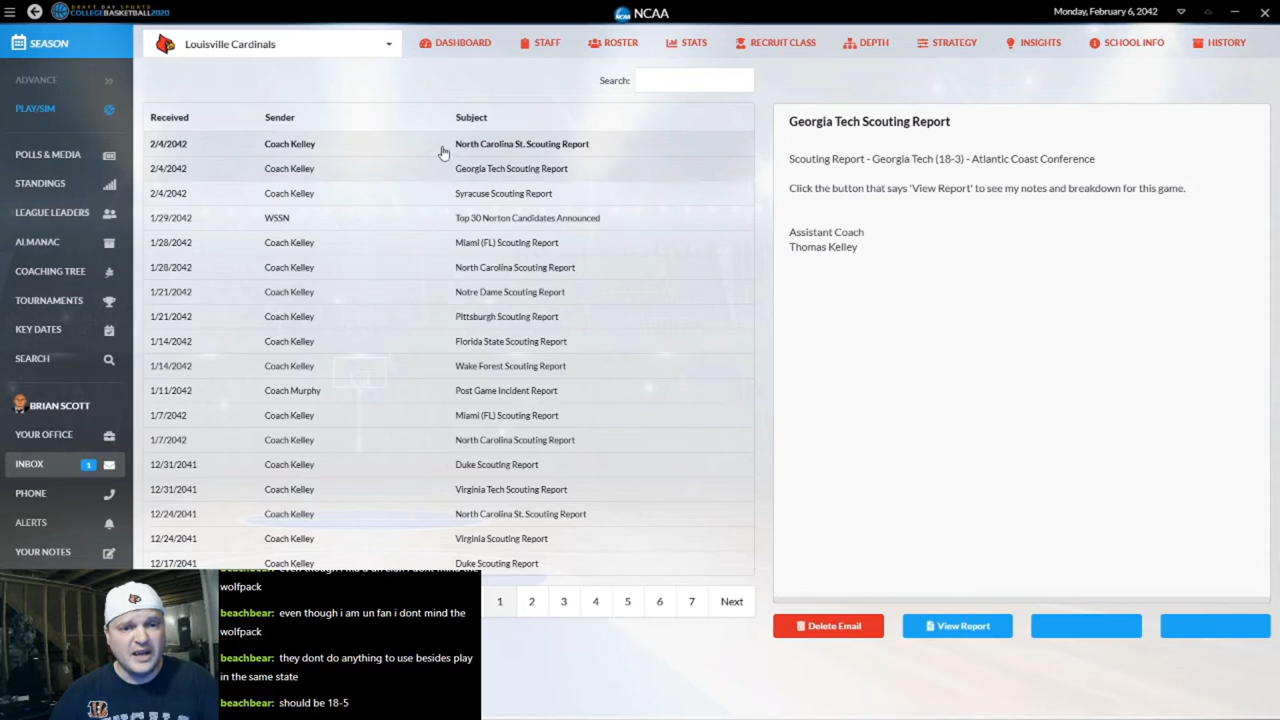 DRAFT DAY SPORTS
COLLEGE BASKETBALL 2020
NCAA
Monday, February 6, 2042
SEASON
Louisville Cardinals
DASHBOARD
STAFF
ROSTER
STATS
RECRUIT CLASS
DEPTH
STRATEGY
INSIGHTS
SCHOOL INFO
HISTORY
ADVANCE
PLAY/SIM
POLLS & MEDIA
STANDINGS
LEAGUE LEADERS
ALMANAC
COACHING TREE
TOURNAMENTS
KEY DATES
SEARCH
BRIAN SCOTT
YOUR OFFICE
INBOX 1
PHONE
ALERTS
YOUR NOTES
Search:
Received Sender Subject
2/4/2042 Coach Kelley North Carolina St. Scouting Report
2/4/2042 Coach Kelley Georgia Tech Scouting Report
2/4/2042 Coach Kelley Syracuse Scouting Report
1/29/2042 WSSN Top 30 Norton Candidates Announced
1/28/2042 Coach Kelley Miami (FL) Scouting Report
1/28/2042 Coach Kelley North Carolina Scouting Report
1/21/2042 Coach Kelley Notre Dame Scouting Report
1/21/2042 Coach Kelley Pittsburgh Scouting Report
1/14/2042 Coach Kelley Florida State Scouting Report
1/14/2042 Coach Kelley Wake Forest Scouting Report
1/11/2042 Coach Murphy Post Game Incident Report
1/7/2042 Coach Kelley Miami (FL) Scouting Report
1/7/2042 Coach Kelley North Carolina Scouting Report
12/31/2041 Coach Kelley Duke Scouting Report
12/31/2041 Coach Kelley Virginia Tech Scouting Report
12/24/2041 Coach Kelley North Carolina St. Scouting Report
12/24/2041 Coach Kelley Virginia Scouting Report
12/17/2041 Coach Kelley Duke Scouting Report
1 2 3 4 5 6 7 Next
Georgia Tech Scouting Report
Scouting Report - Georgia Tech (18-3) - Atlantic Coast Conference
Click the button that says 'View Report' to see my notes and breakdown for this game.
Assistant Coach
Thomas Kelley
Delete Email
View Report
wolfpack
beachbear: even though i am un fan i dont mind the
wolfpack
beachbear: they dont do anything to use besides play
in the same state
beachbear: should be 18-5